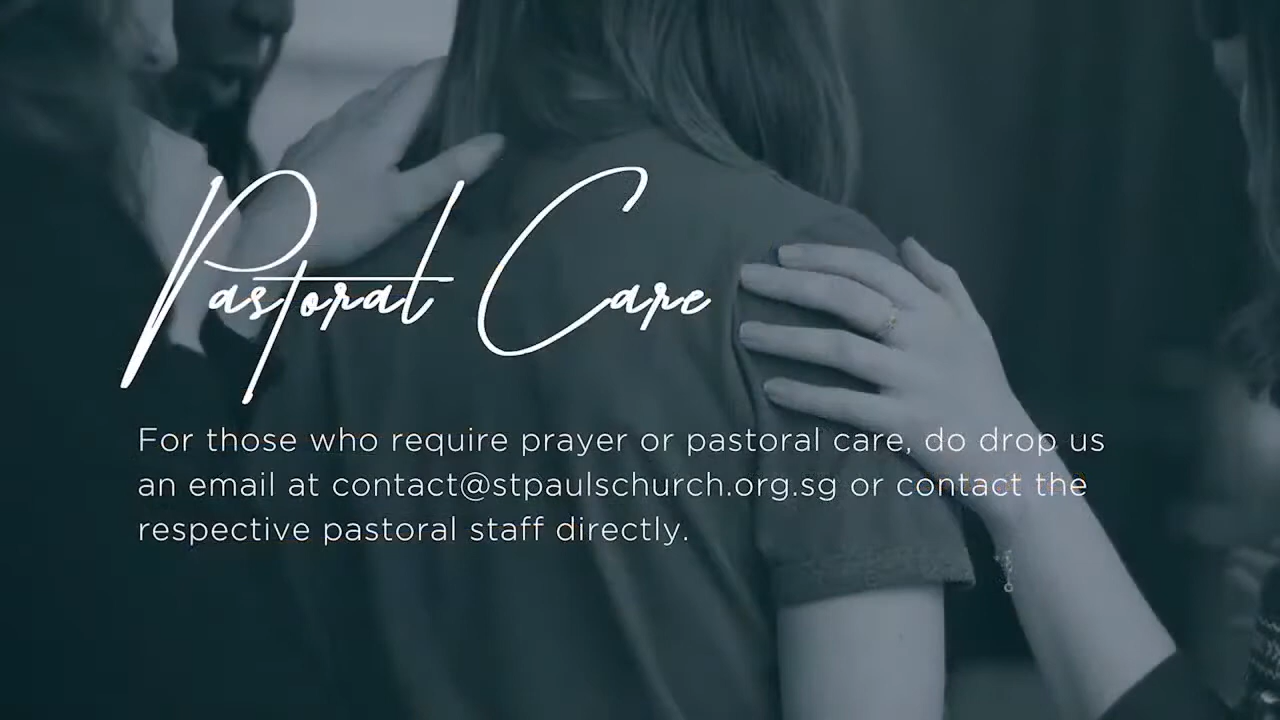 Pastoral Care
For those who require prayer or pastoral care, do drop us
an email at contact@stpaulschurch.org.sg or contact the
respective pastoral staff directly.